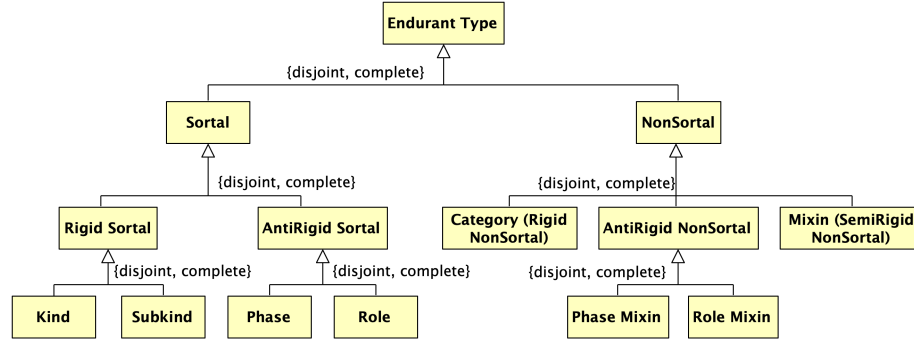 Endurant Type
{disjoint, complete}
Sortal
NonSortal
{disjoint, complete}
{disjoint, complete}
Rigid Sortal
AntiRigid Sortal
Category (Rigid
NonSortal)
AntiRigid NonSortal
Mixin (SemiRigid
NonSortal)
{disjoint, complete}
{disjoint, complete}
{disjoint, complete}
Kind
Subkind
Phase
Role
Phase Mixin
Role Mixin